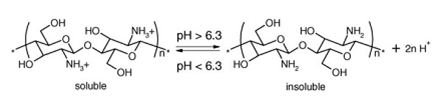 OH
HO
NH3+
O
O
O
*
*
O
HO
NH3+
OH
n
soluble
pH > 6.3
pH < 6.3
OH
HO
NH2
O
O
O
*
*
O
HO
NH2
OH
n
insoluble
+ 2n H+